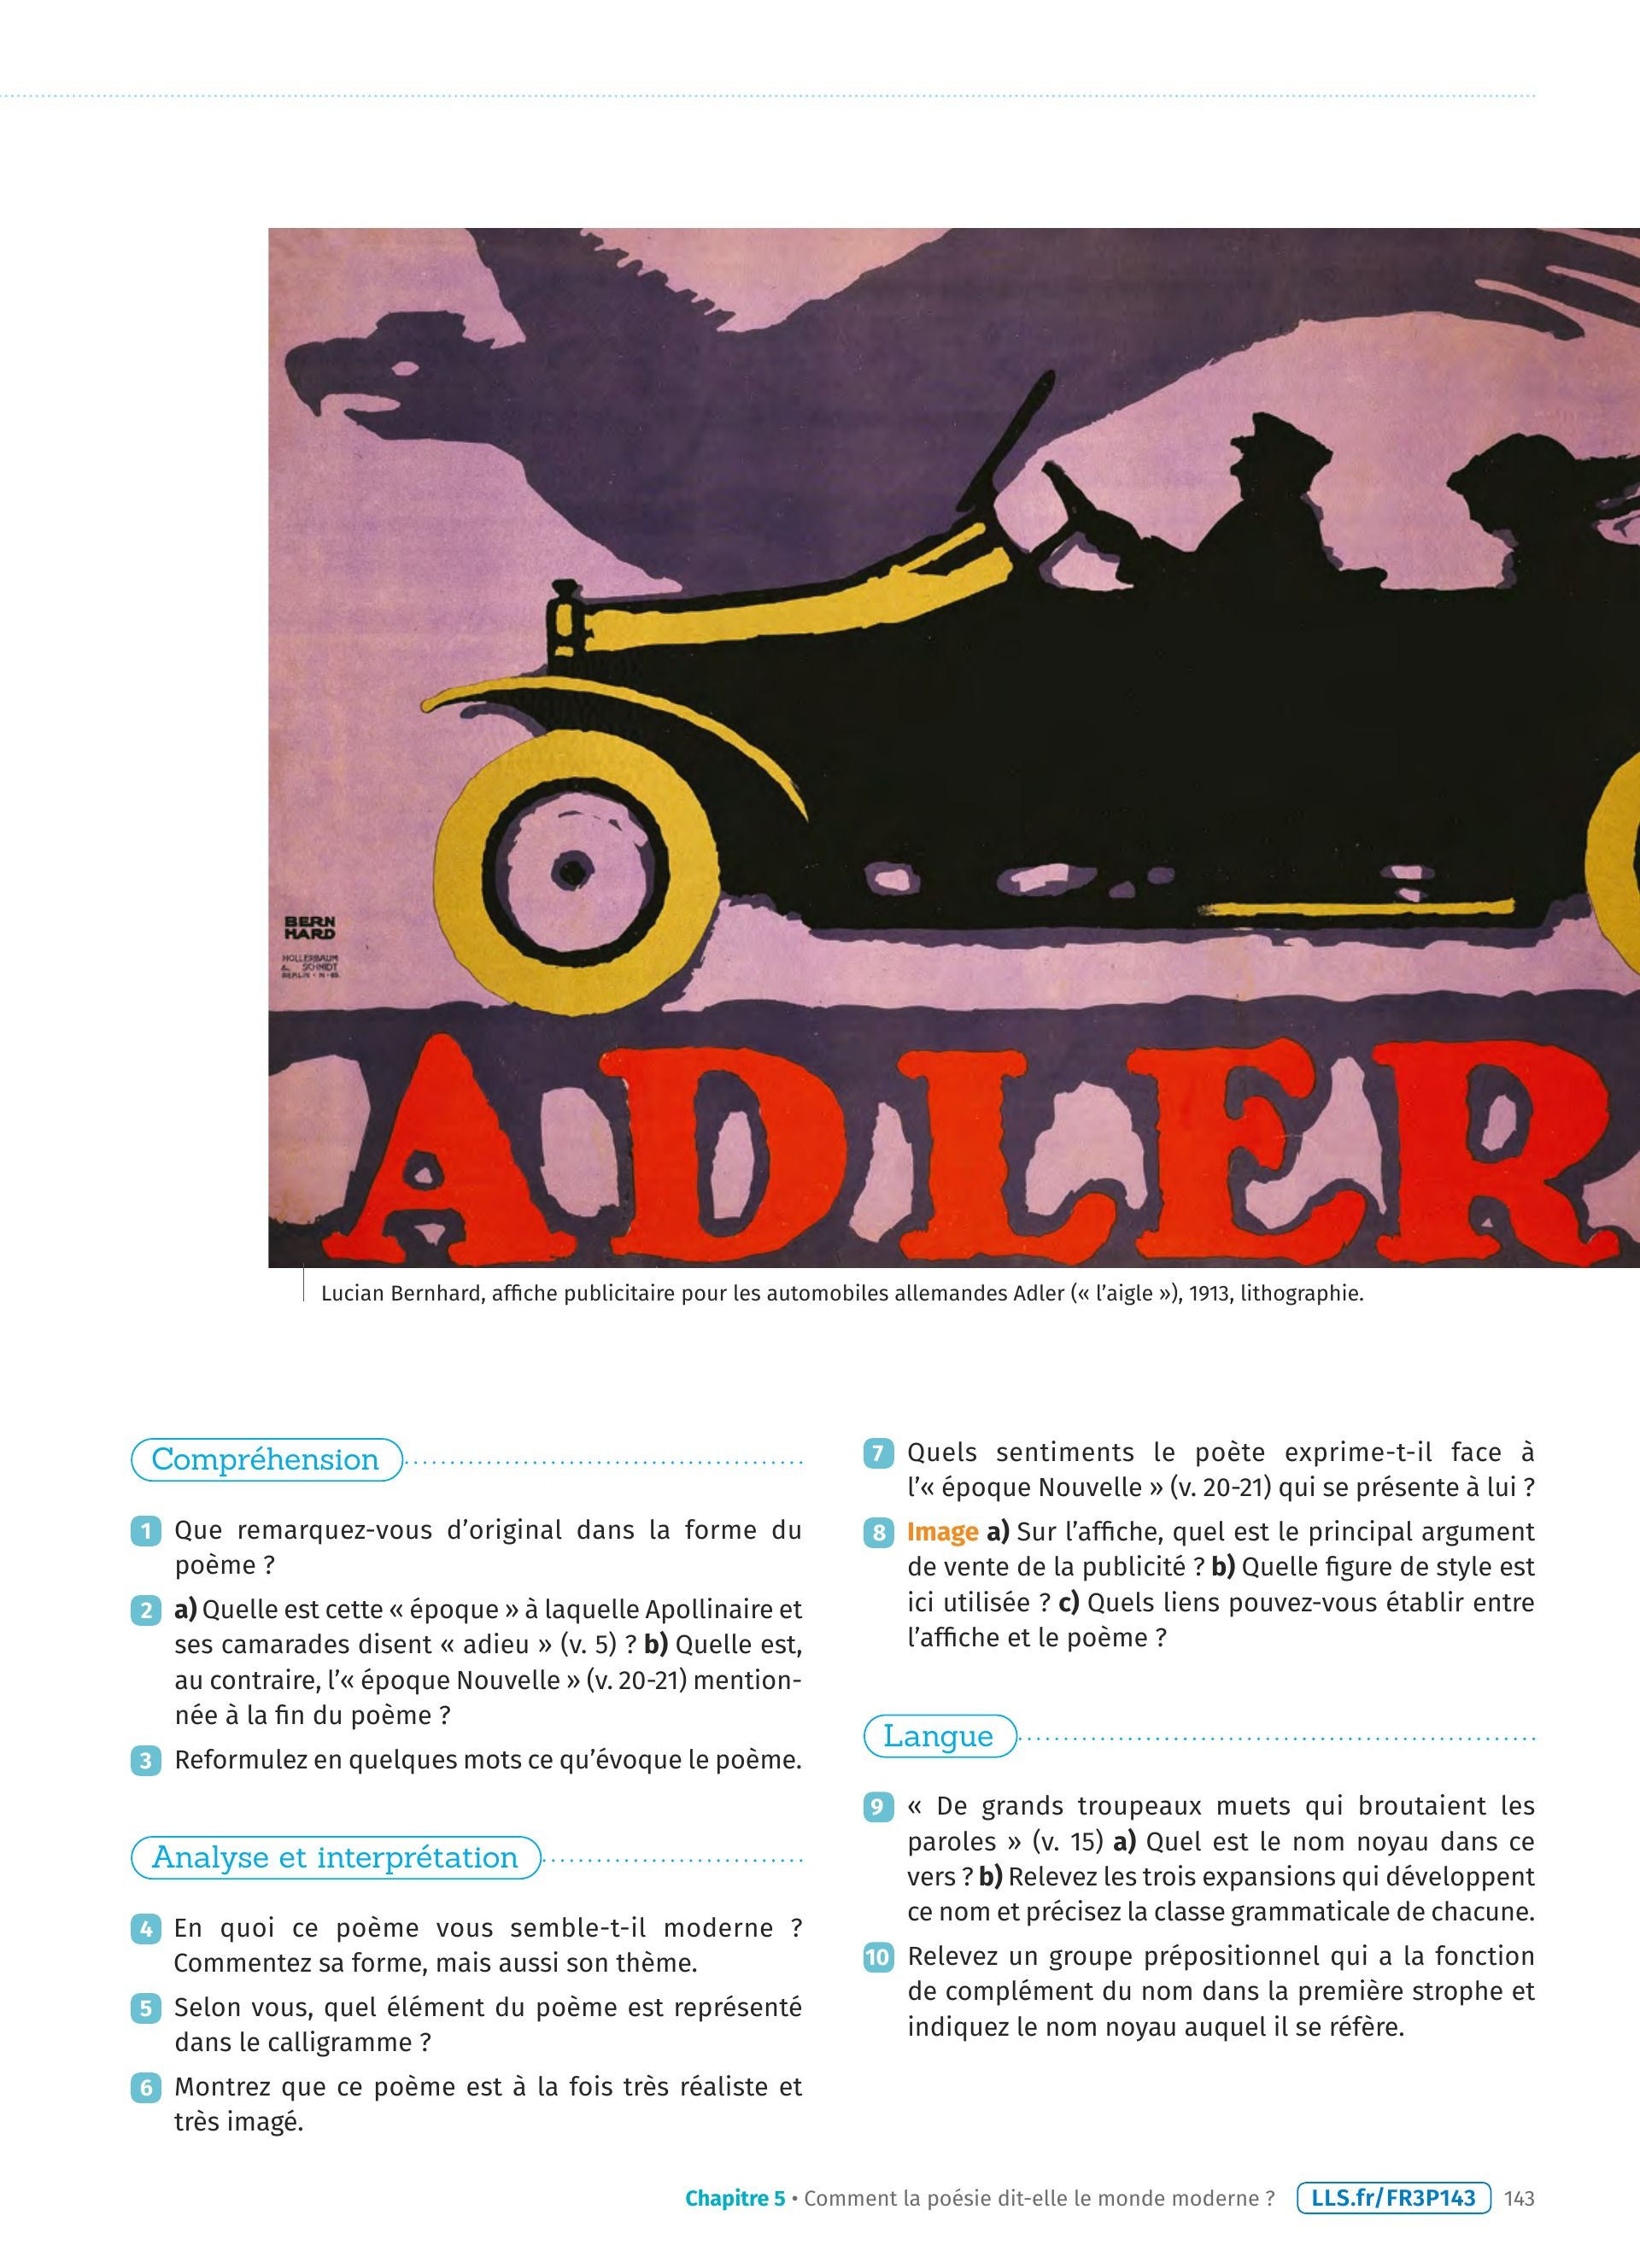 BERN
HARD
HOLLERBAUM
& SCHMIDT
BERLIN • N • 65
ADLER
Lucian Bernhard, affiche publicitaire pour les automobiles allemandes Adler (« l’aigle »), 1913, lithographie.
Compréhension
1 Que remarquez-vous d’original dans la forme du
poème ?
2 a) Quelle est cette « époque » à laquelle Apollinaire et
ses camarades disent « adieu » (v. 5) ? b) Quelle est,
au contraire, l’« époque Nouvelle » (v. 20-21) mention-
née à la fin du poème ?
3 Reformulez en quelques mots ce qu’évoque le poème.
Analyse et interprétation
4 En quoi ce poème vous semble-t-il moderne ?
Commentez sa forme, mais aussi son thème.
5 Selon vous, quel élément du poème est représenté
dans le calligramme ?
6 Montrez que ce poème est à la fois très réaliste et
très imagé.
7 Quels sentiments le poète exprime-t-il face à
l’« époque Nouvelle » (v. 20-21) qui se présente à lui ?
8 Image a) Sur l’affiche, quel est le principal argument
de vente de la publicité ? b) Quelle figure de style est
ici utilisée ? c) Quels liens pouvez-vous établir entre
l’affiche et le poème ?
Langue
9 « De grands troupeaux muets qui broutaient les
paroles » (v. 15) a) Quel est le nom noyau dans ce
vers ? b) Relevez les trois expansions qui développent
ce nom et précisez la classe grammaticale de chacune.
10 Relevez un groupe prépositionnel qui a la fonction
de complément du nom dans la première strophe et
indiquez le nom noyau auquel il se réfère.
Chapitre 5 • Comment la poésie dit-elle le monde moderne ? LLS.fr/FR3P143 143